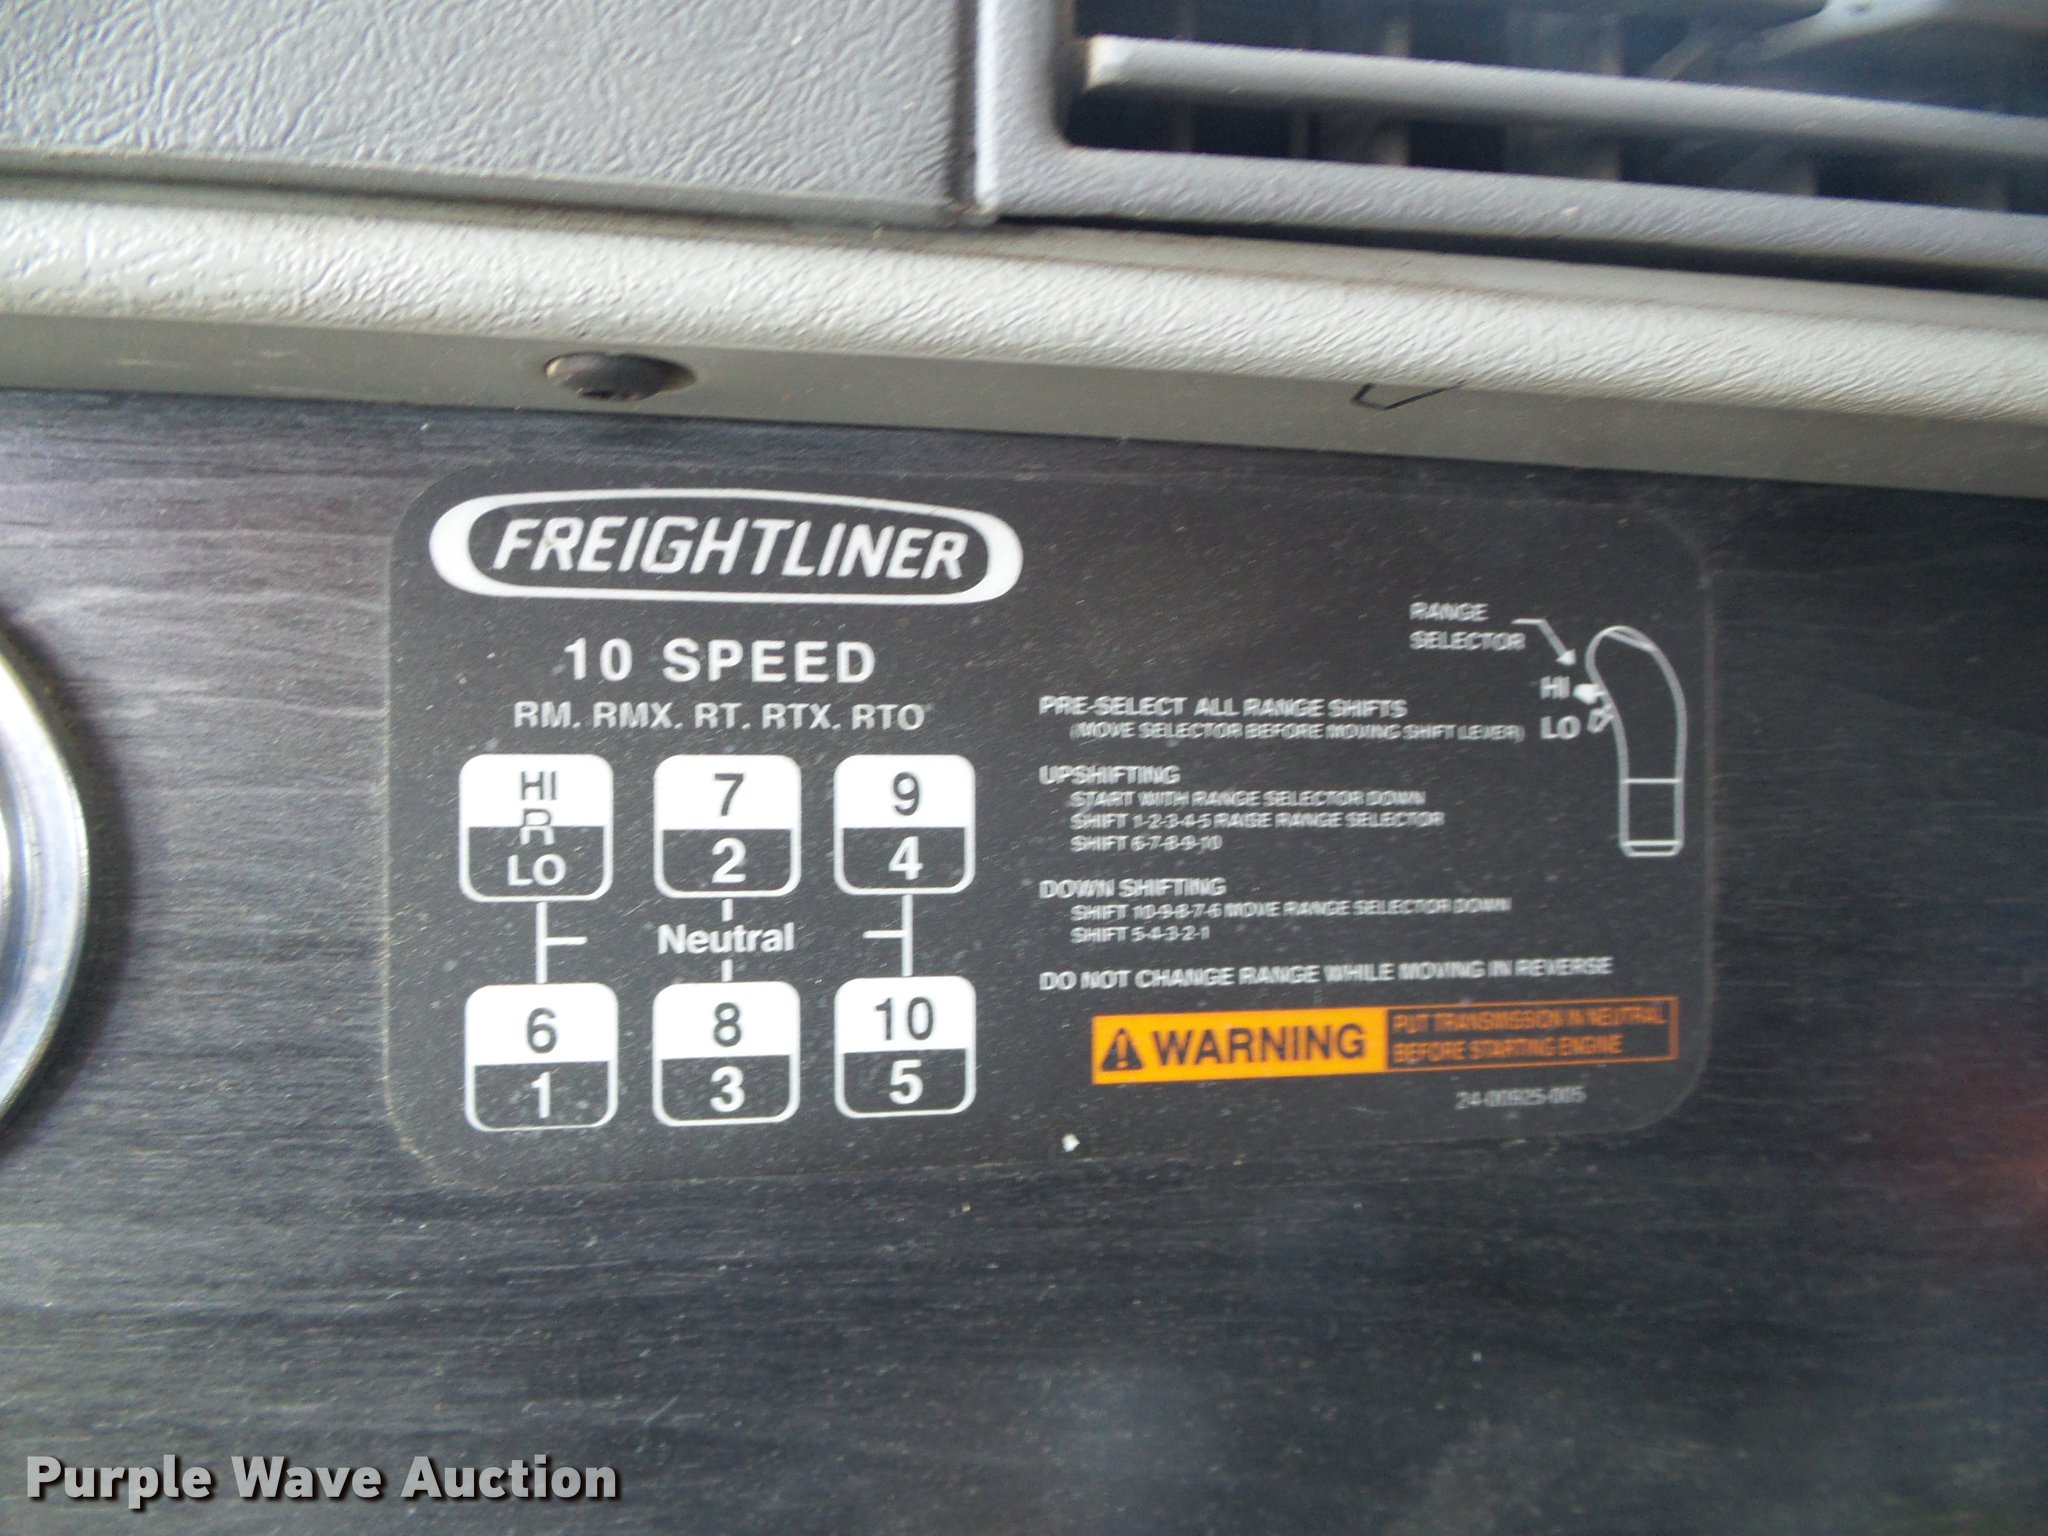 FREIGHTLINER
10 SPEED
RM. RMX. RT. RTX. RTO
HI
R
LO
7
2
9
4
Neutral
6
1
8
3
10
5
RANGE
SELECTOR
HI
LO
PRE-SELECT ALL RANGE SHIFTS
(MOVE SELECTOR BEFORE MOVING SHIFT LEVER)
UPSHIFTING
START WITH RANGE SELECTOR DOWN
SHIFT 1-2-3-4-5 RAISE RANGE SELECTOR
SHIFT 6-7-8-9-10
DOWN SHIFTING
SHIFT 10-9-8-7-6 MOVE RANGE SELECTOR DOWN
SHIFT 5-4-3-2-1
DO NOT CHANGE RANGE WHILE MOVING IN REVERSE
WARNING
PUT TRANSMISSION IN NEUTRAL
BEFORE STARTING ENGINE
24-00925-005
Purple Wave Auction